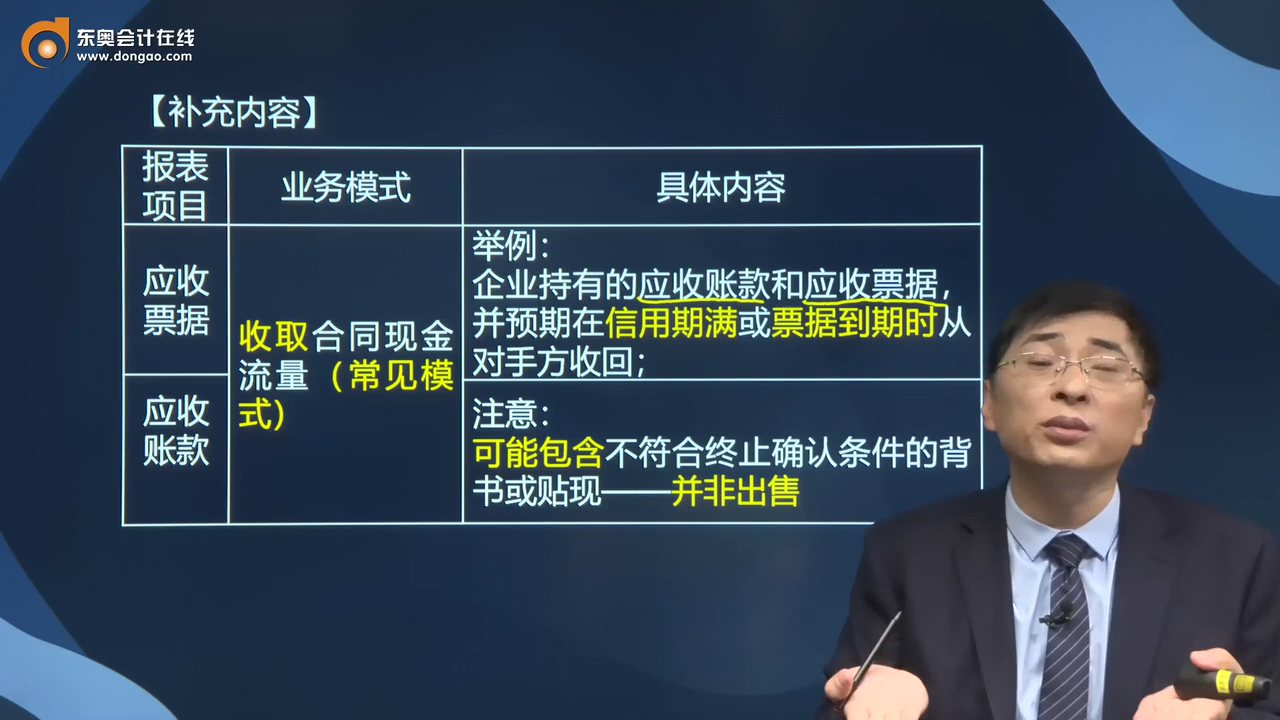 东奥会计在线
www.dongao.com
【补充内容】
报表
项目
业务模式
具体内容
应收
票据
收取合同现金
流量（常见模
式）
举例：
企业持有的应收账款和应收票据，
并预期在信用期满或票据到期时从
对手方收回；
应收
账款
注意：
可能包含不符合终止确认条件的背
书或贴现——并非出售